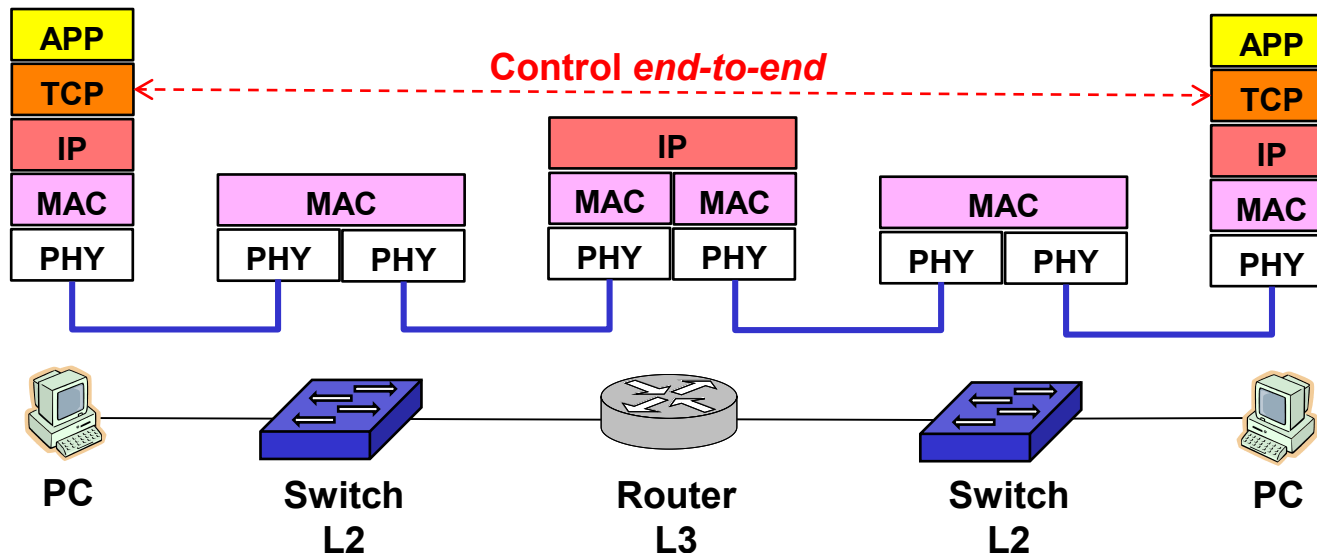 APP
TCP
IP
MAC
PHY
Control end-to-end
MAC
PHY PHY
IP
MAC MAC
PHY PHY
MAC
PHY PHY
APP
TCP
IP
MAC
PHY
PC
Switch
L2
Router
L3
Switch
L2
PC